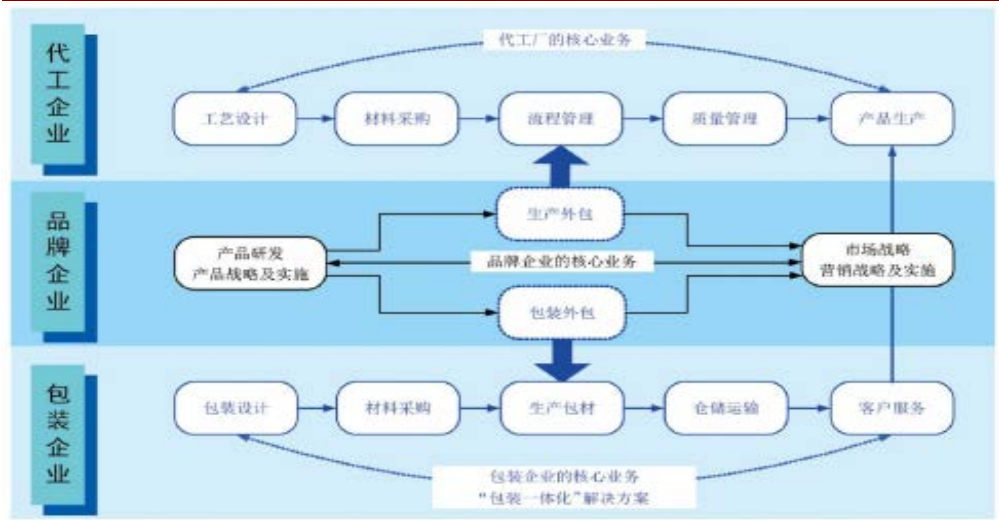 代工企业
代工厂的核心业务
工艺设计
材料采购
流程管理
质量管理
产品生产
品牌企业
生产外包
产品研发
产品战略及实施
品牌企业的核心业务
市场战略
营销战略及实施
包装外包
包装企业
包装设计
材料采购
生产包材
仓储运输
客户服务
包装企业的核心业务
“包装一体化”解决方案